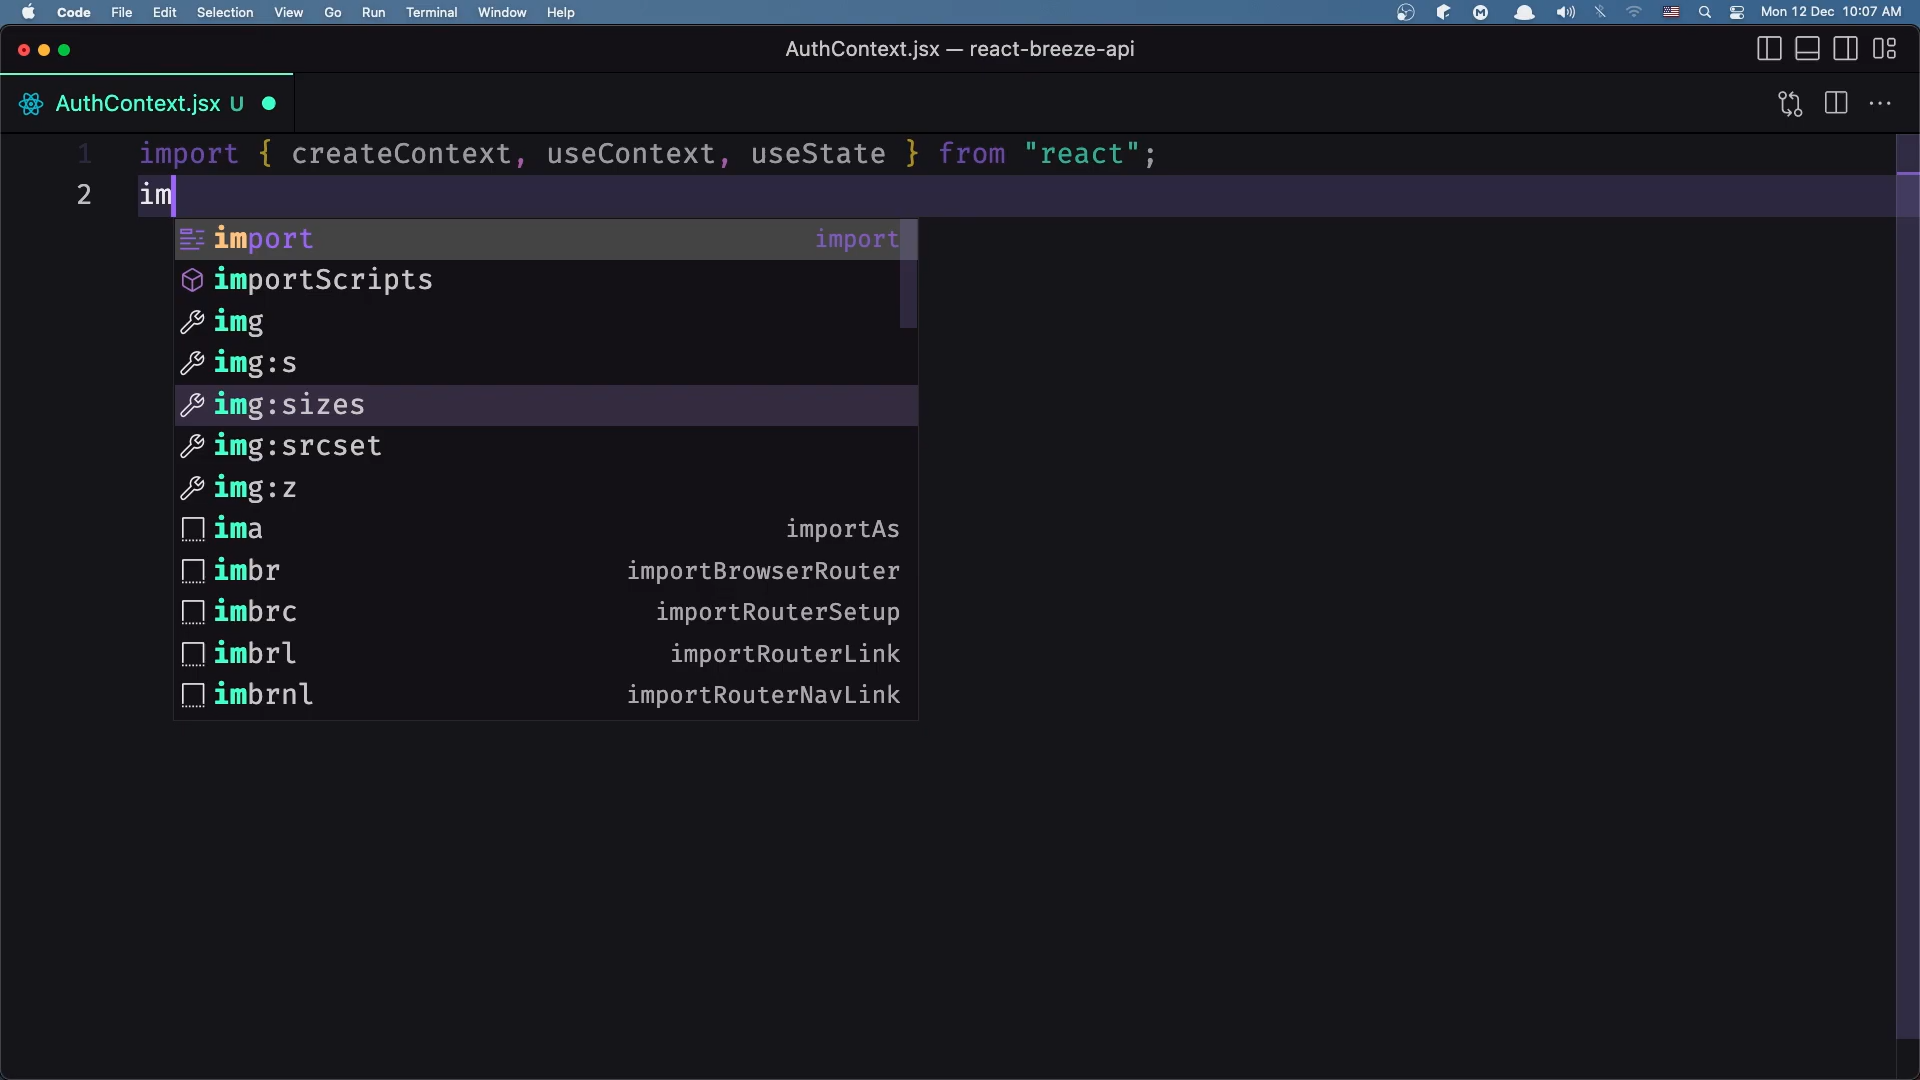 Code File Edit Selection View Go Run Terminal Window Help Mon 12 Dec 10:07 AM
AuthContext.jsx — react-breeze-api
AuthContext.jsx U
1 import { createContext, useContext, useState } from "react";
2 im
import import
importScripts
img
img:s
img:sizes
img:srcset
img:z
ima importAs
imbr importBrowserRouter
imbrc importRouterSetup
imbrl importRouterLink
imbrnl importRouterNavLink